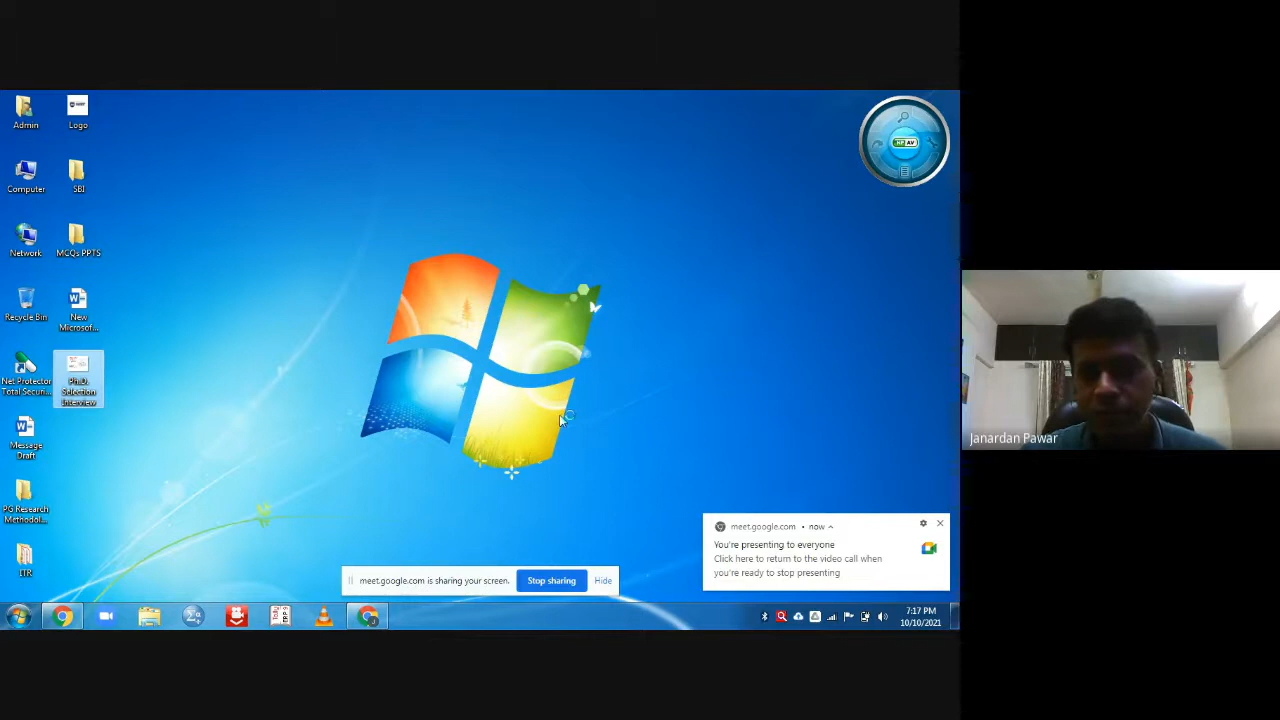 Admin
Logo
Computer
SBI
Network
MCQs PPTS
Recycle Bin
New
Microsof...
Net Protector
Total Securi...
Ph.D.
Selection
Interview
Message
Draft
PG Research
Methodol...
ITR
NPAV
meet.google.com • now
You're presenting to everyone
Click here to return to the video call when
you're ready to stop presenting
meet.google.com is sharing your screen.
Stop sharing
Hide
7:17 PM
10/10/2021
Janardan Pawar